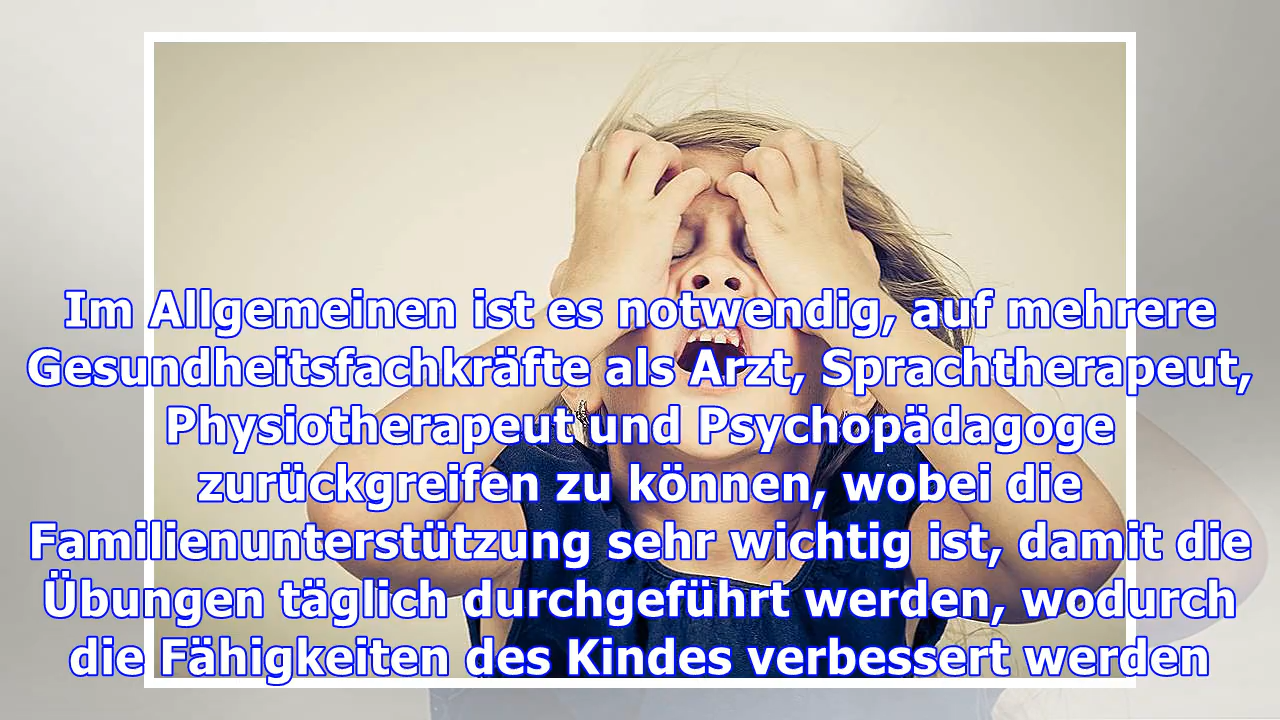 Im Allgemeinen ist es notwendig, auf mehrere
Gesundheitsfachkräfte als Arzt, Sprachtherapeut,
Physiotherapeut und Psychopädagoge
zurückgreifen zu können, wobei die
Familienunterstützung sehr wichtig ist, damit die
Übungen täglich durchgeführt werden, wodurch
die Fähigkeiten des Kindes verbessert werden